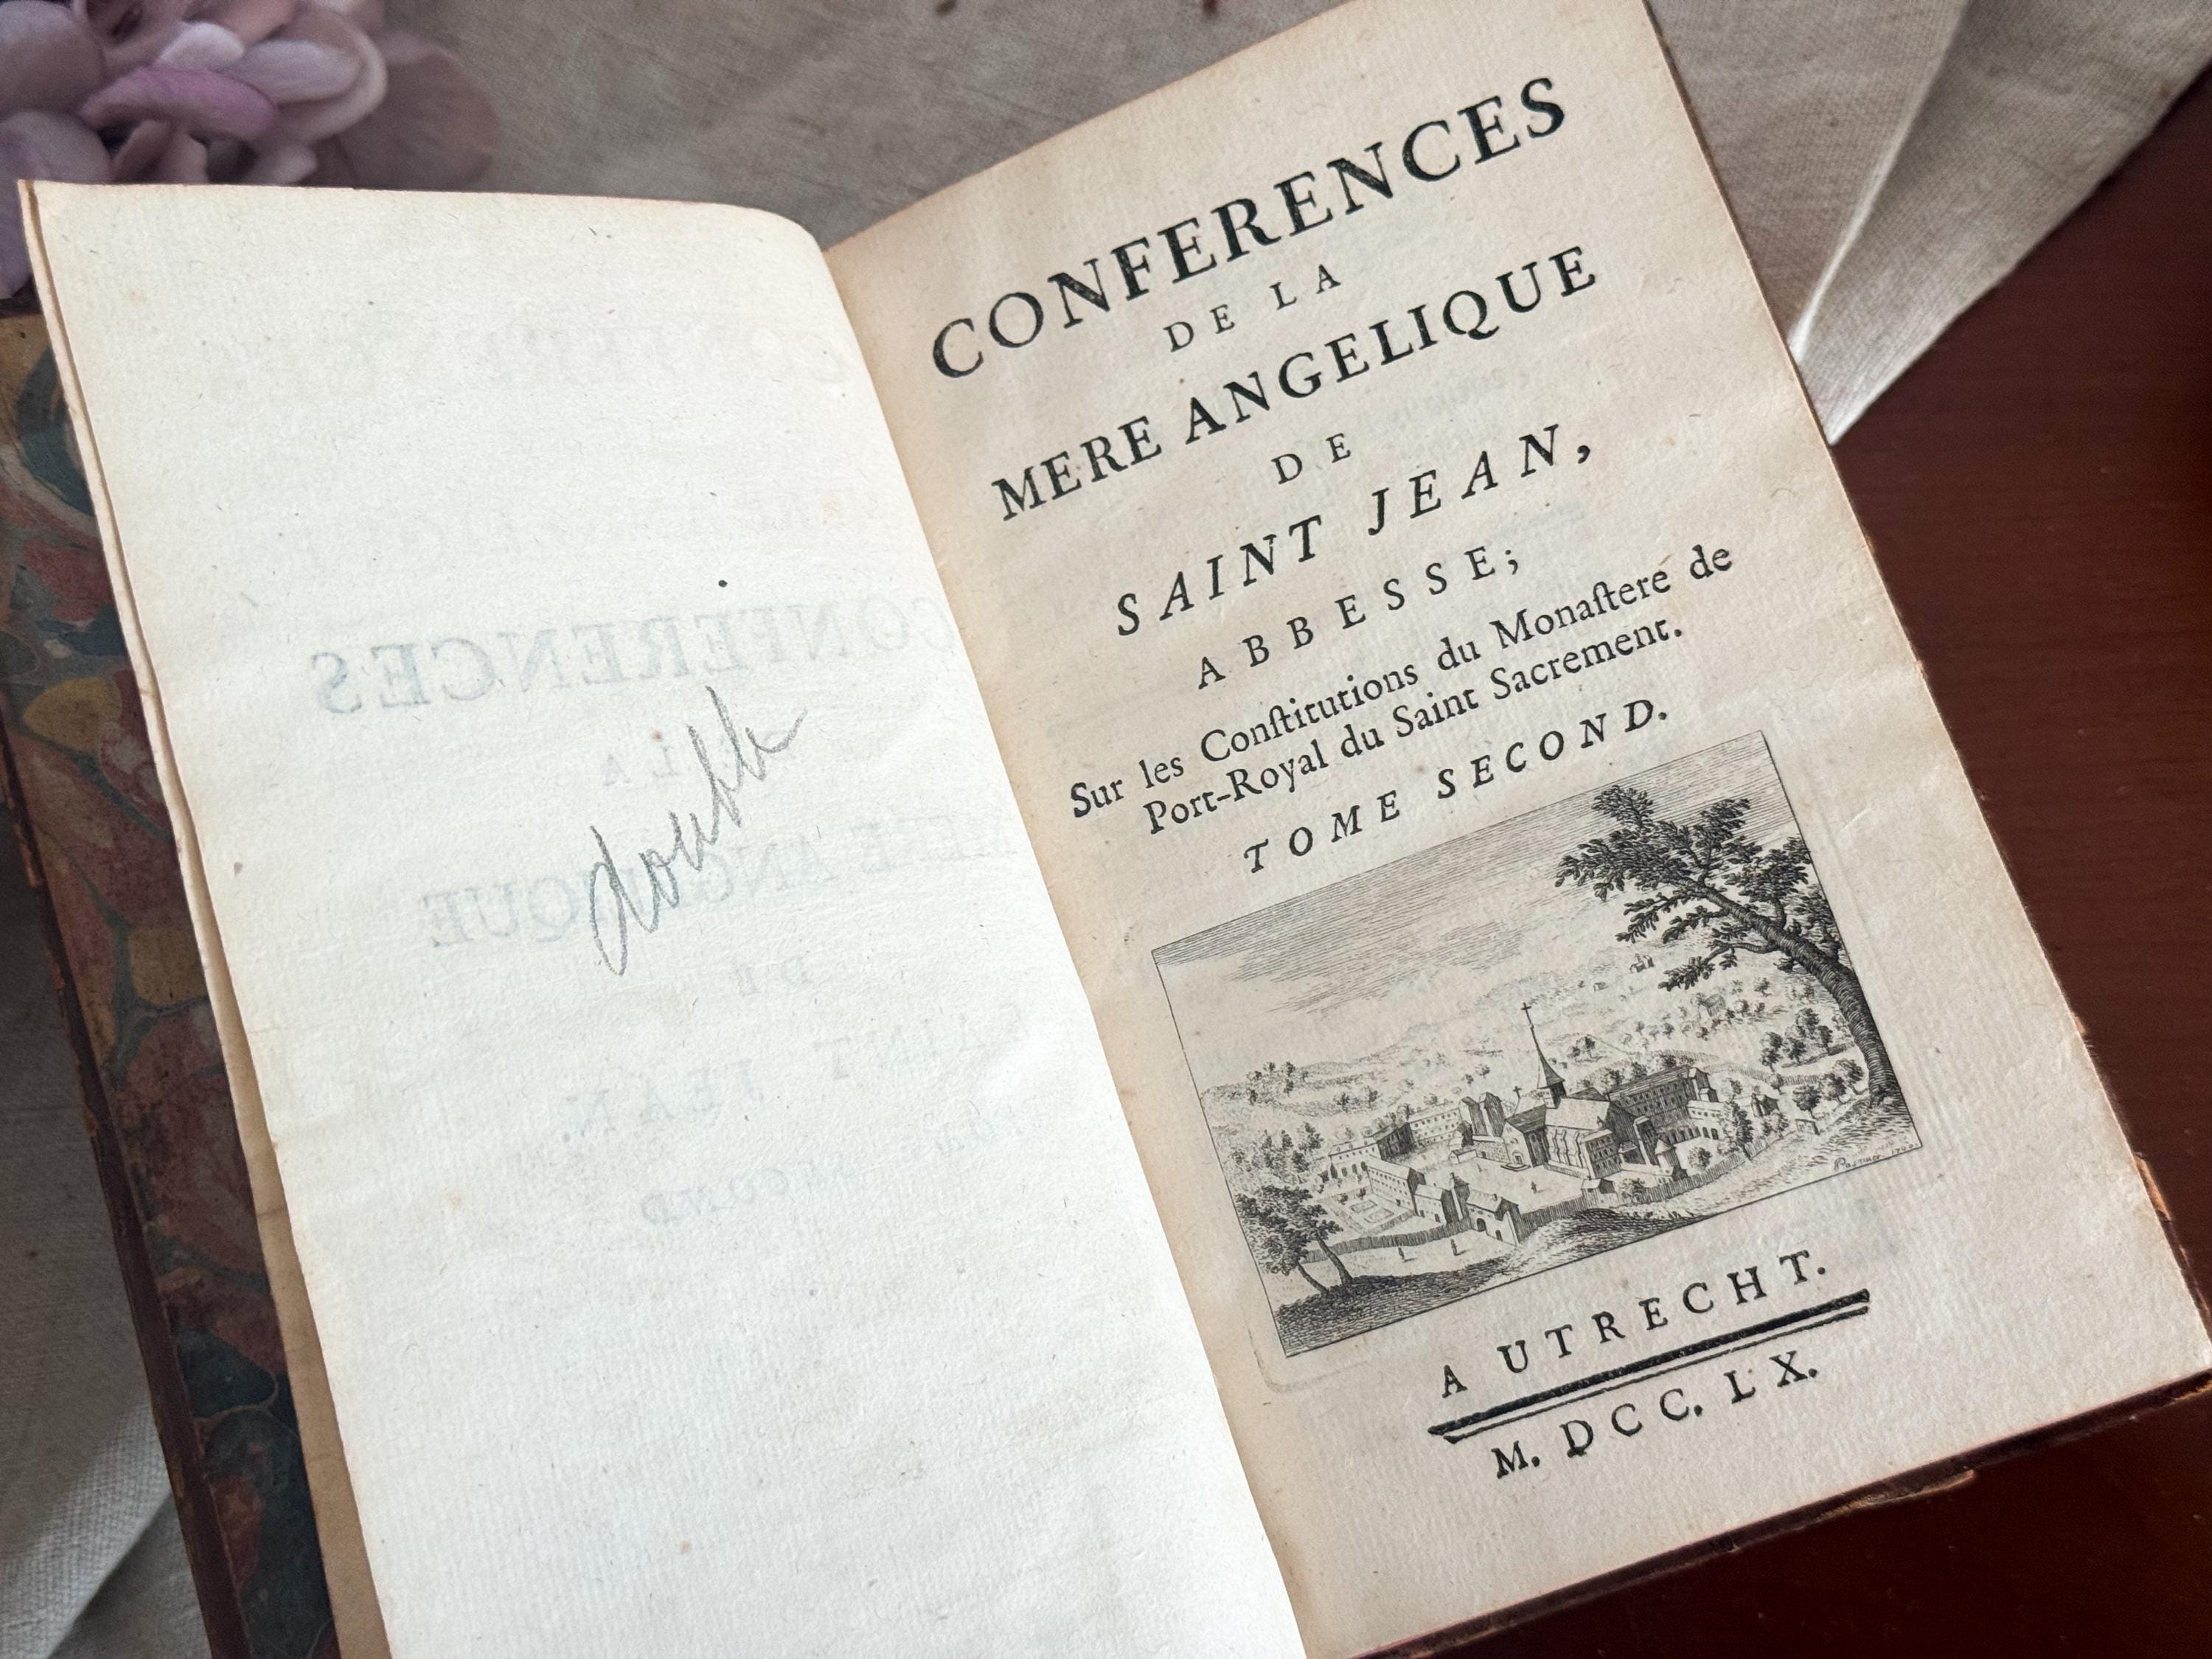 double
CONFERENCES
DE LA
MERE ANGELIQUE
DE
SAINT JEAN,
ABBESSE;
Sur les Conſtitutions du Monaſtere de
Port-Royal du Saint Sacrement.
TOME SECOND.
A UTRECHT.
M. DCC. LX.